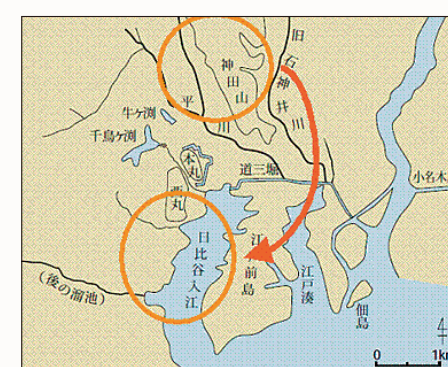 旧石神井川
神田山
平川
牛ヶ淵
千鳥ヶ淵
本丸
西丸
道三堀
小名木
日比谷入江
江戸前島
江戸湊
佃島
(後の溜池)
0 1k